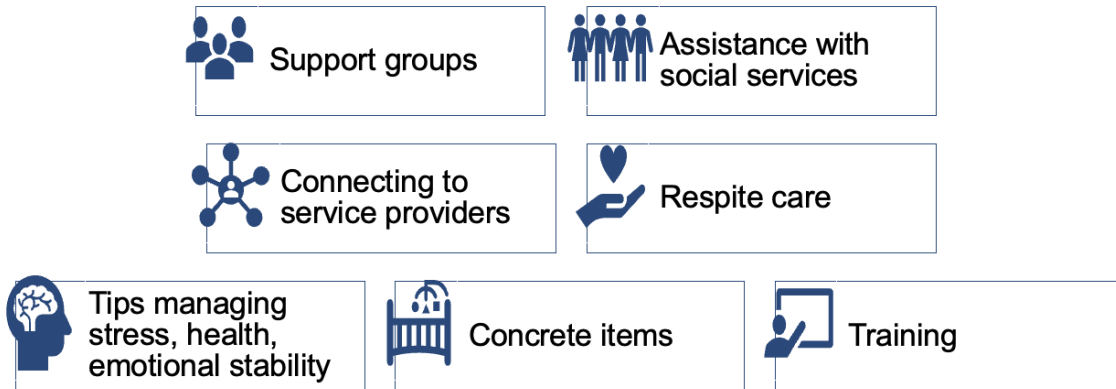 Support groups
Assistance with
social services
Connecting to
service providers
Respite care
Tips managing
stress, health,
emotional stability
Concrete items
Training